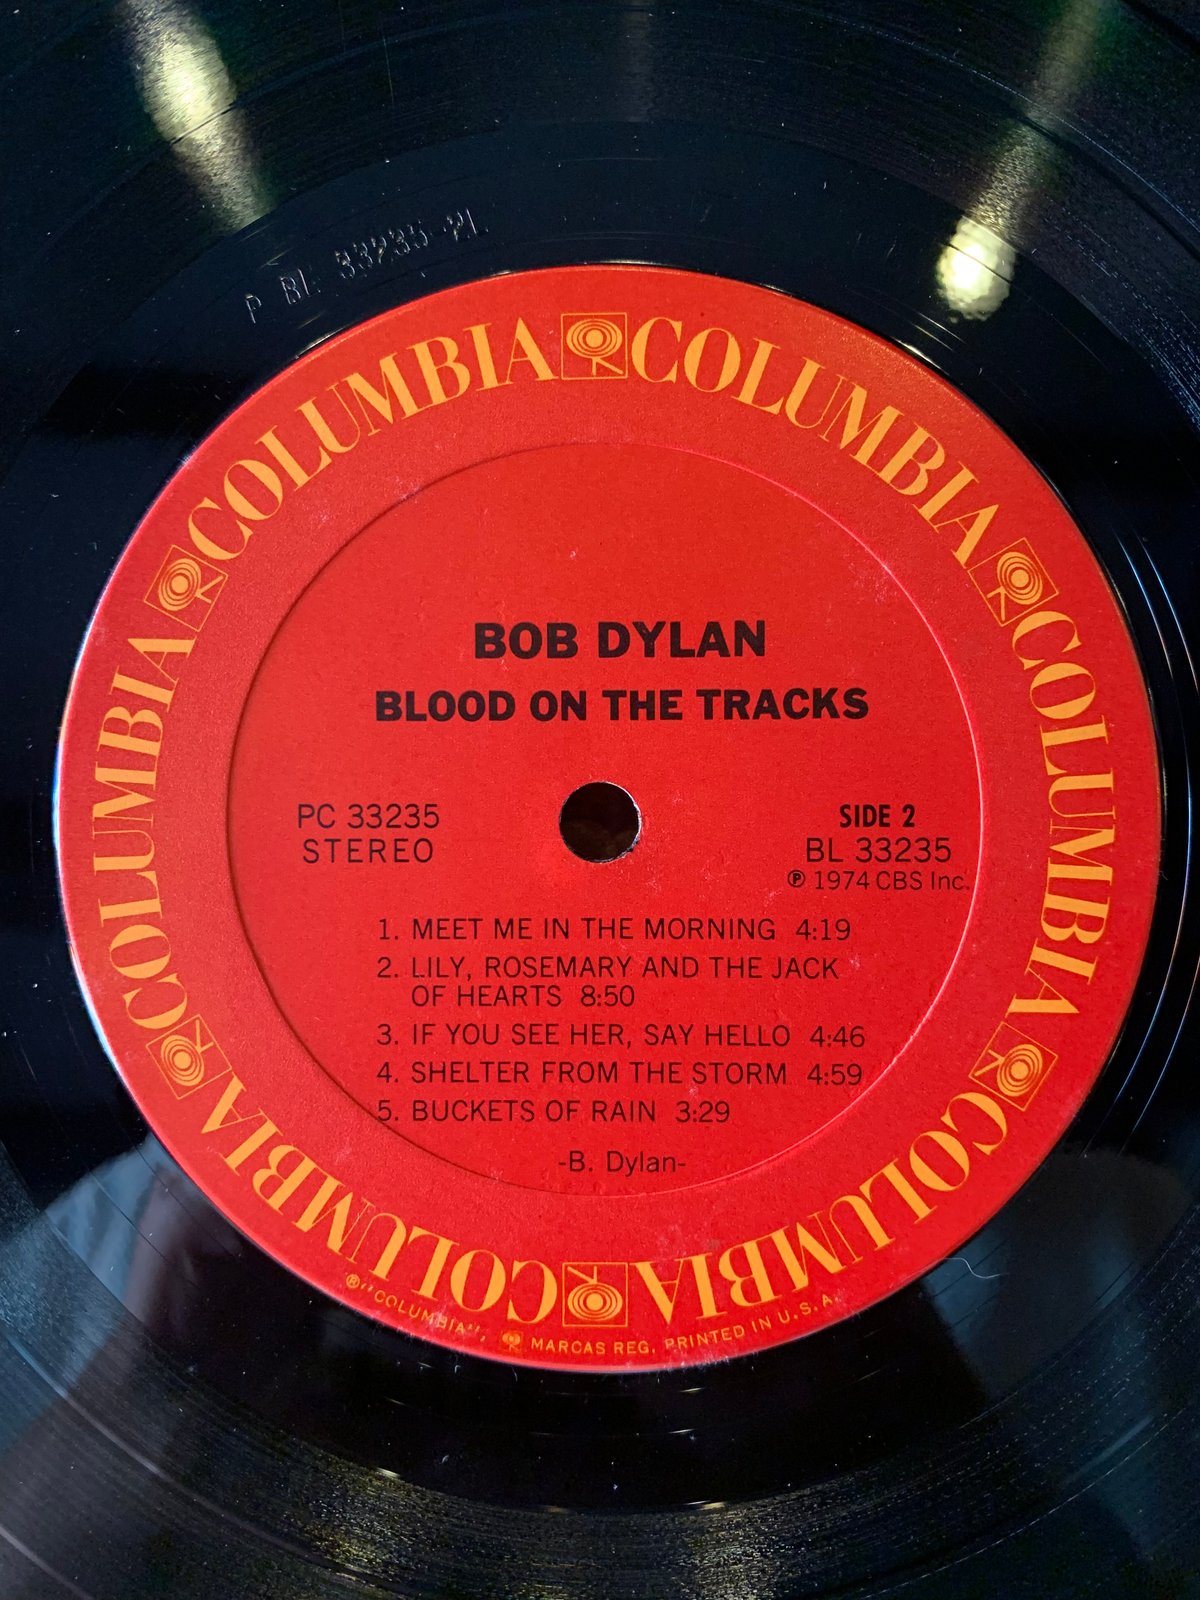 P BL 33235-2L
COLUMBIA COLUMBIA COLUMBIA COLUMBIA COLUMBIA COLUMBIA
BOB DYLAN
BLOOD ON THE TRACKS
PC 33235
STEREO
SIDE 2
BL 33235
℗ 1974 CBS Inc.
1. MEET ME IN THE MORNING 4:19
2. LILY, ROSEMARY AND THE JACK
OF HEARTS 8:50
3. IF YOU SEE HER, SAY HELLO 4:46
4. SHELTER FROM THE STORM 4:59
5. BUCKETS OF RAIN 3:29
-B. Dylan-
® "COLUMBIA", MARCAS REG. PRINTED IN U.S.A.